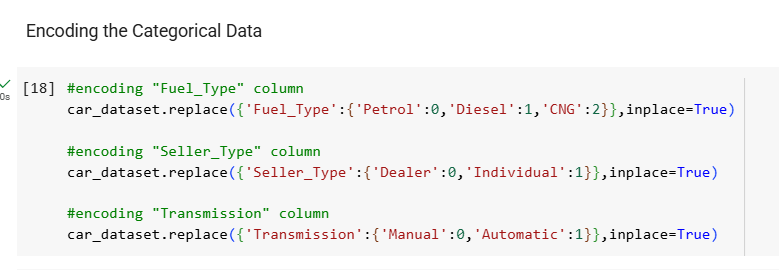 Encoding the Categorical Data
0s
[18] #encoding "Fuel_Type" column
car_dataset.replace({'Fuel_Type':{'Petrol':0,'Diesel':1,'CNG':2}},inplace=True)
#encoding "Seller_Type" column
car_dataset.replace({'Seller_Type':{'Dealer':0,'Individual':1}},inplace=True)
#encoding "Transmission" column
car_dataset.replace({'Transmission':{'Manual':0,'Automatic':1}},inplace=True)